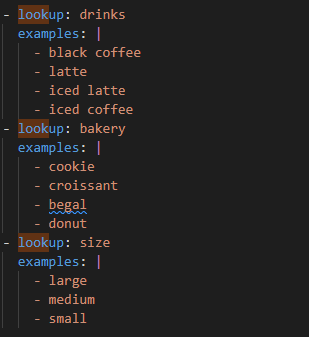 - lookup: drinks
  examples: |
    - black coffee
    - latte
    - iced latte
    - iced coffee
- lookup: bakery
  examples: |
    - cookie
    - croissant
    - begal
    - donut
- lookup: size
  examples: |
    - large
    - medium
    - small